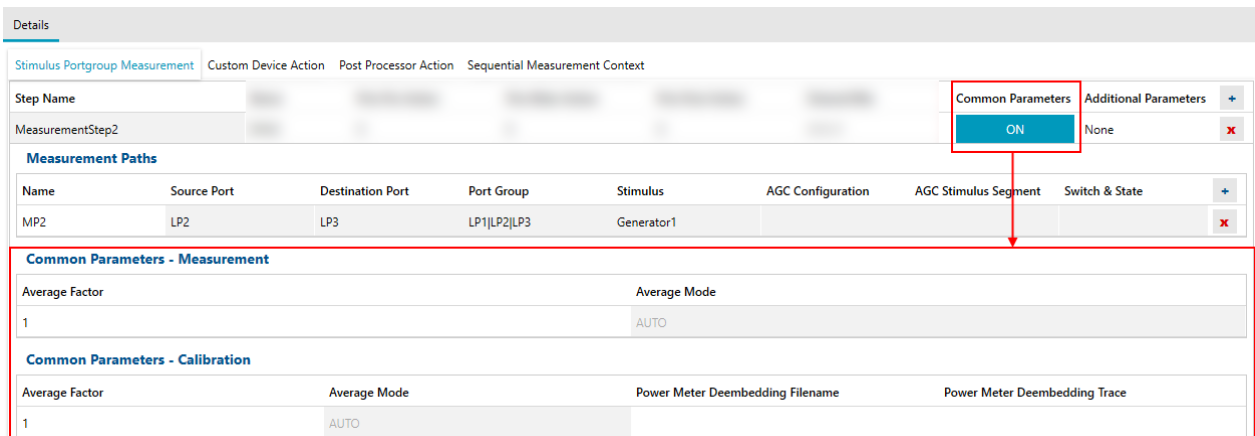 Details
Stimulus Portgroup Measurement Custom Device Action Post Processor Action Sequential Measurement Context
Step Name Common Parameters Additional Parameters +
MeasurementStep2 ON None x
Measurement Paths
Name Source Port Destination Port Port Group Stimulus AGC Configuration AGC Stimulus Segment Switch & State +
MP2 LP2 LP3 LP1|LP2|LP3 Generator1 x
Common Parameters - Measurement
Average Factor Average Mode
1 AUTO
Common Parameters - Calibration
Average Factor Average Mode Power Meter Deembedding Filename Power Meter Deembedding Trace
1 AUTO